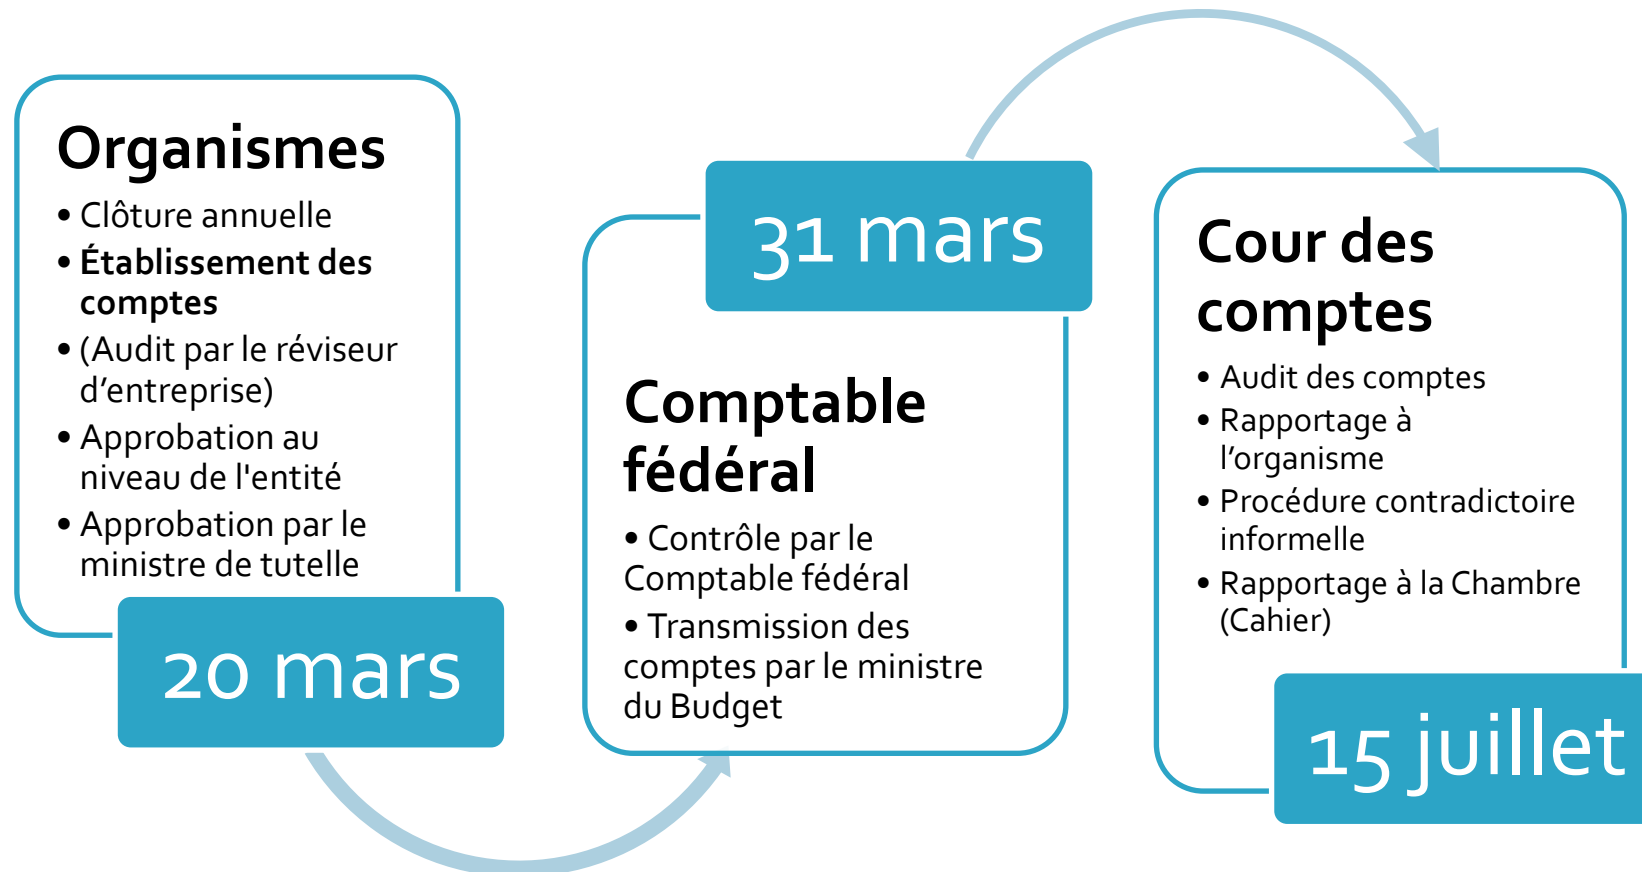 Organismes
• Clôture annuelle
• Établissement des
comptes
• (Audit par le réviseur
d’entreprise)
• Approbation au
niveau de l'entité
• Approbation par le
ministre de tutelle
20 mars
31 mars
Comptable
fédéral
• Contrôle par le
Comptable fédéral
• Transmission des
comptes par le ministre
du Budget
Cour des
comptes
• Audit des comptes
• Rapportage à
l’organisme
• Procédure contradictoire
informelle
• Rapportage à la Chambre
(Cahier)
15 juillet